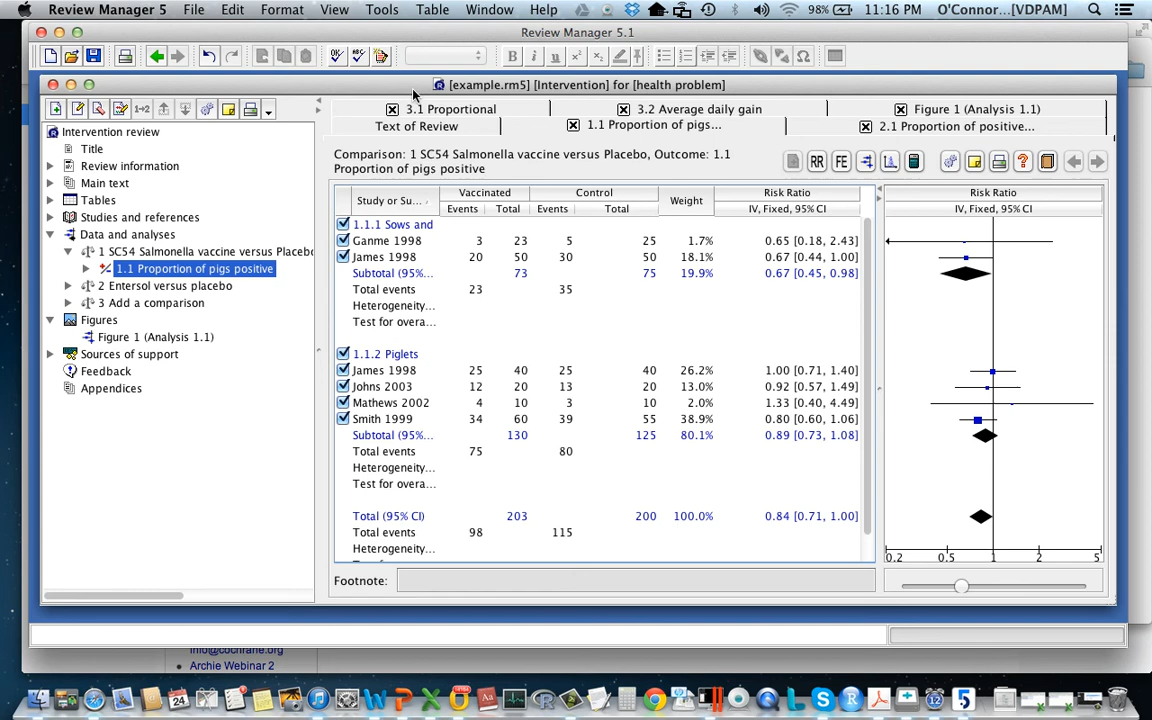 Review Manager 5 File Edit Format View Tools Table Window Help 98% 11:16 PM O'Connor...[VDPAM]
Review Manager 5.1
[example.rm5] [Intervention] for [health problem]
3.1 Proportional 3.2 Average daily gain Figure 1 (Analysis 1.1)
Text of Review 1.1 Proportion of pigs... 2.1 Proportion of positive...
Intervention review
Title
Review information
Main text
Tables
Studies and references
Data and analyses
1 SC54 Salmonella vaccine versus Placebo
1.1 Proportion of pigs positive
2 Entersol versus placebo
3 Add a comparison
Figures
Figure 1 (Analysis 1.1)
Sources of support
Feedback
Appendices
Comparison: 1 SC54 Salmonella vaccine versus Placebo, Outcome: 1.1
Proportion of pigs positive
RR FE
Study or Su... Vaccinated Control Weight Risk Ratio Risk Ratio
Events Total Events Total IV, Fixed, 95% CI IV, Fixed, 95% CI
1.1.1 Sows and
Ganme 1998 3 23 5 25 1.7% 0.65 [0.18, 2.43]
James 1998 20 50 30 50 18.1% 0.67 [0.44, 1.00]
Subtotal (95%... 73 75 19.9% 0.67 [0.45, 0.98]
Total events 23 35
Heterogeneity...
Test for overa...
1.1.2 Piglets
James 1998 25 40 25 40 26.2% 1.00 [0.71, 1.40]
Johns 2003 12 20 13 20 13.0% 0.92 [0.57, 1.49]
Mathews 2002 4 10 3 10 2.0% 1.33 [0.40, 4.49]
Smith 1999 34 60 39 55 38.9% 0.80 [0.60, 1.06]
Subtotal (95%... 130 125 80.1% 0.89 [0.73, 1.08]
Total events 75 80
Heterogeneity...
Test for overa...
Total (95% CI) 203 200 100.0% 0.84 [0.71, 1.00]
Total events 98 115
Heterogeneity...
0.2 0.5 1 2 5
Footnote:
info@cochrane.org
Archie Webinar 2